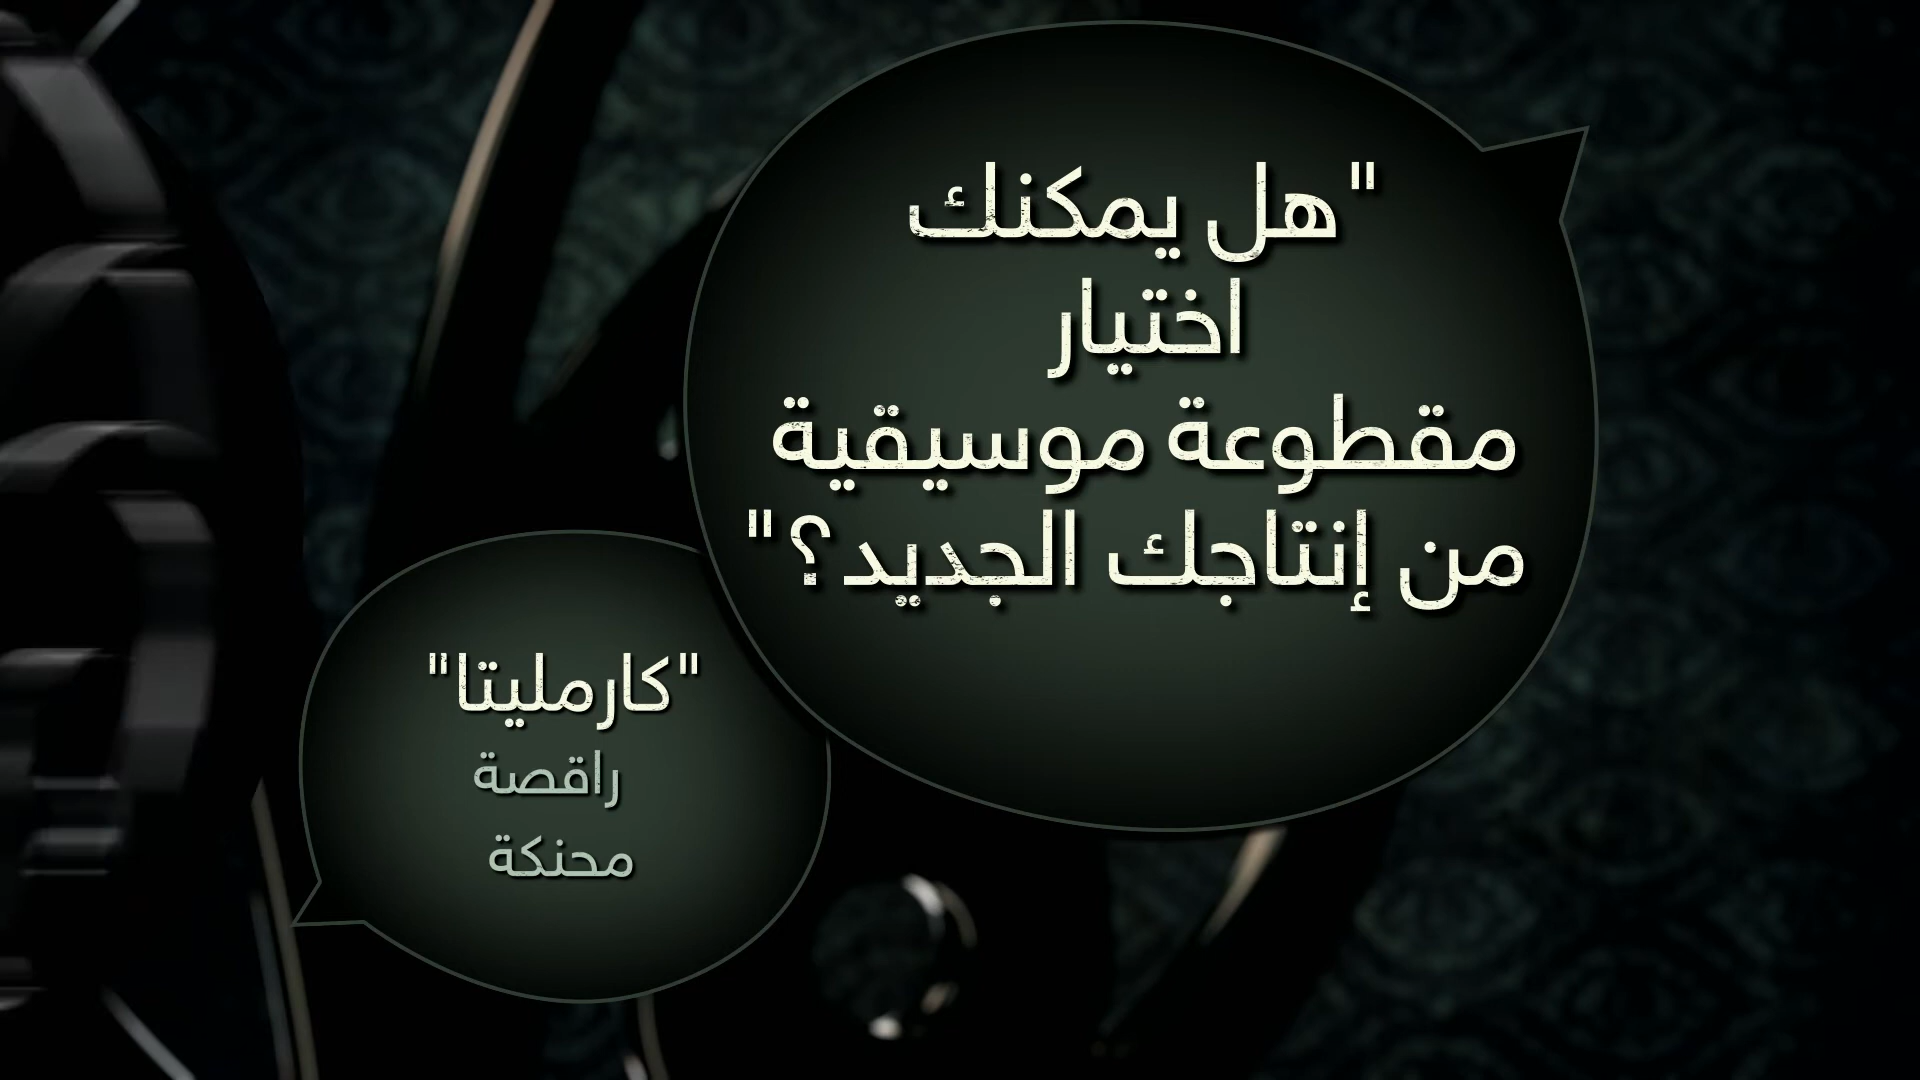 "هل يمكنك
اختيار
مقطوعة موسيقية
من إنتاجك الجديد؟"
"كارمليتا"
راقصة
محنكة